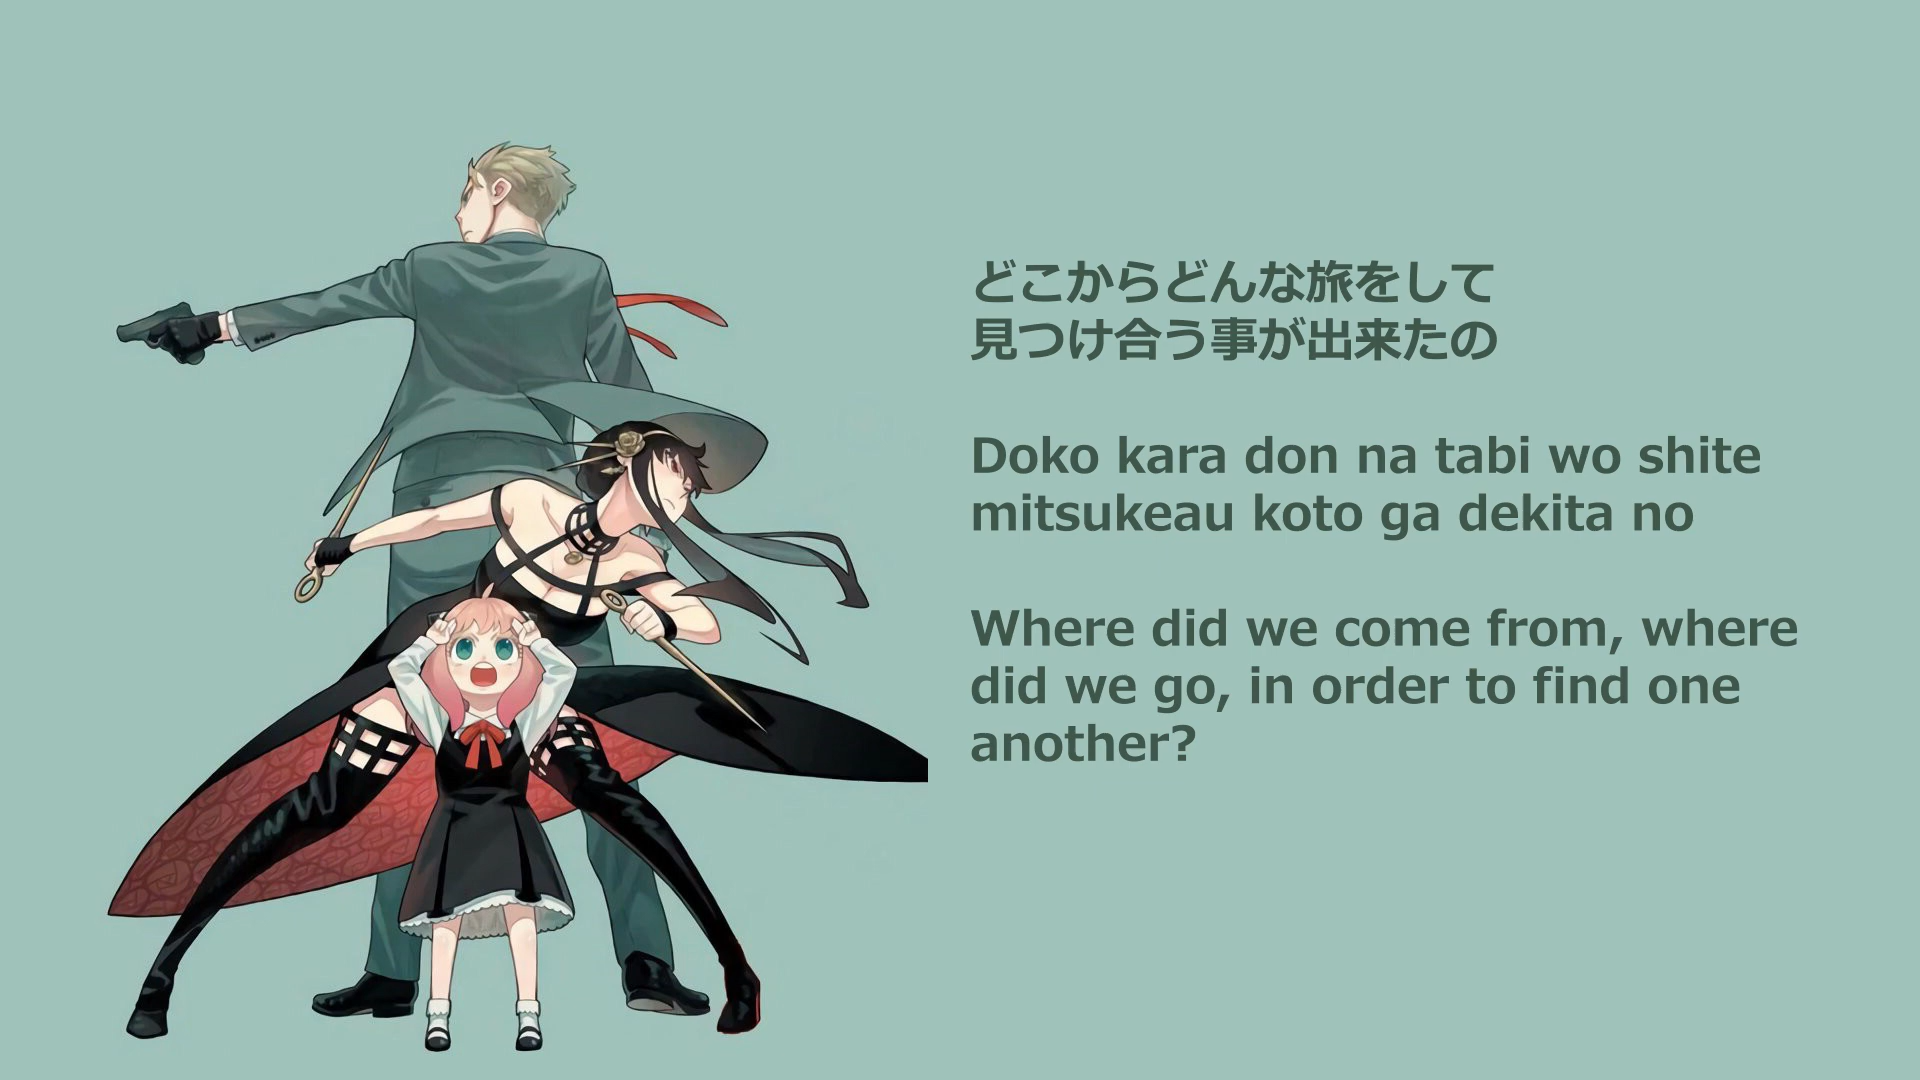 どこからどんな旅をして
見つけ合う事が出来たの
Doko kara don na tabi wo shite
mitsukeau koto ga dekita no
Where did we come from, where
did we go, in order to find one
another?